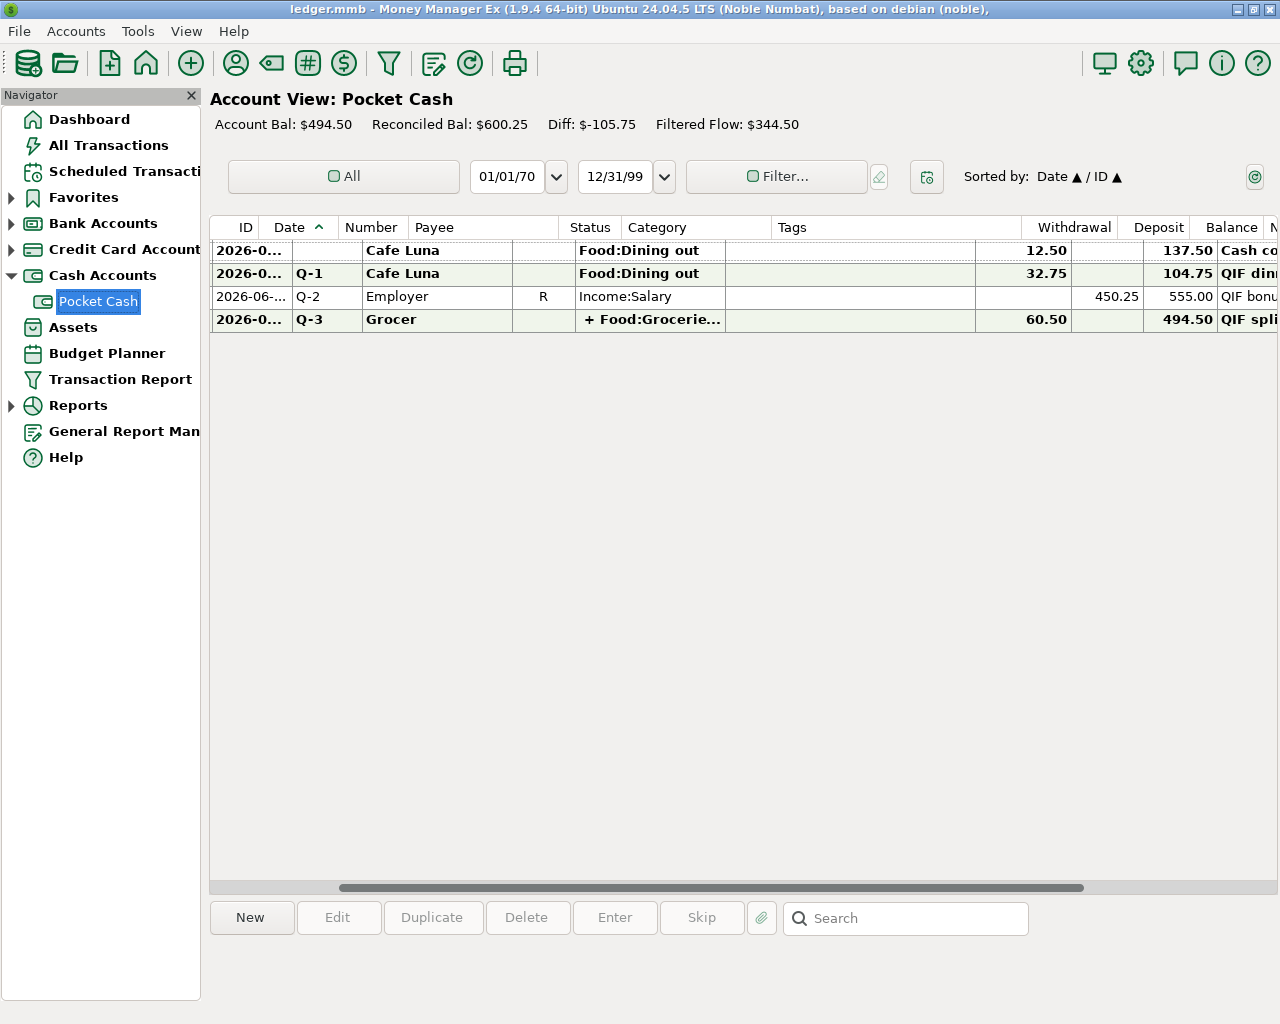 ledger.mmb - Money Manager Ex (1.9.4 64-bit) Ubuntu 24.04.5 LTS (Noble Numbat), based on debian (noble),
File Accounts Tools View Help
Navigator
Dashboard
All Transactions
Scheduled Transacti
Favorites
Bank Accounts
Credit Card Account
Cash Accounts
Pocket Cash
Assets
Budget Planner
Transaction Report
Reports
General Report Man
Help
Account View: Pocket Cash
Account Bal: $494.50 Reconciled Bal: $600.25 Diff: $-105.75 Filtered Flow: $344.50
All 01/01/70 12/31/99 Filter... Sorted by: Date ▲ / ID ▲
ID Date Number Payee Status Category Tags Withdrawal Deposit Balance N
2026-0... Cafe Luna Food:Dining out 12.50 137.50 Cash co
2026-0... Q-1 Cafe Luna Food:Dining out 32.75 104.75 QIF din
2026-06-... Q-2 Employer R Income:Salary 450.25 555.00 QIF bonu
2026-0... Q-3 Grocer + Food:Grocerie... 60.50 494.50 QIF spli
New Edit Duplicate Delete Enter Skip Search